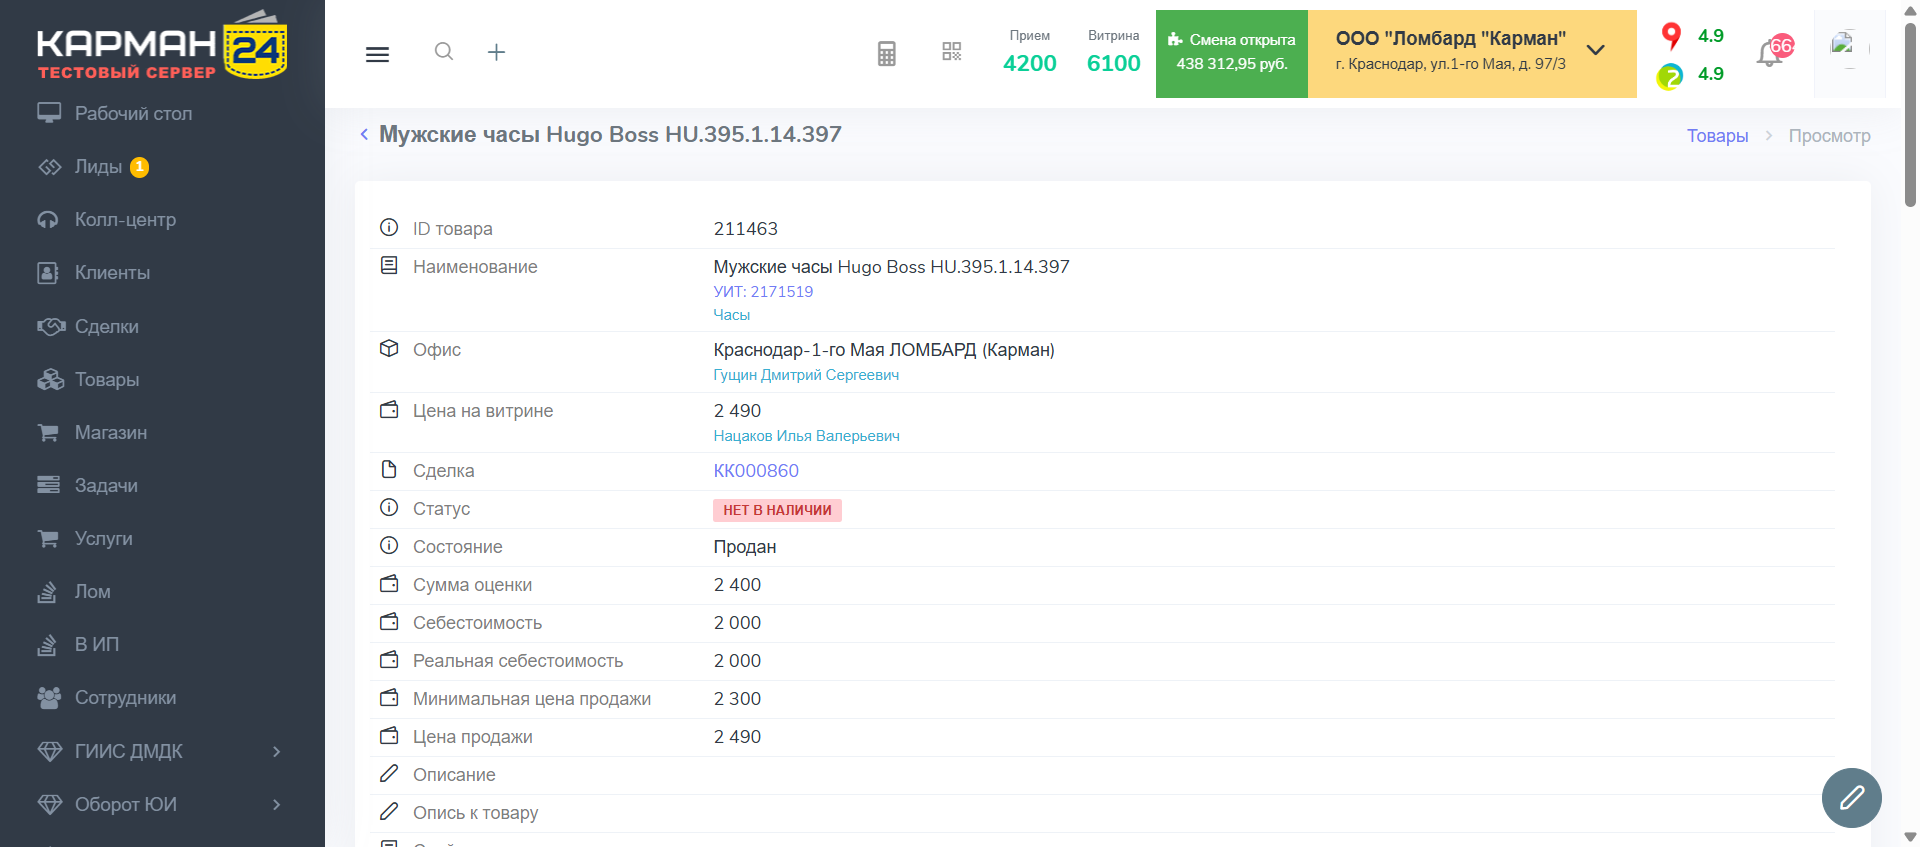 КАРМАН 24
ТЕСТОВЫЙ СЕРВЕР
Рабочий стол
Лиды 1
Колл-центр
Клиенты
Сделки
Товары
Магазин
Задачи
Услуги
Лом
В ИП
Сотрудники
ГИИС ДМДК
Оборот ЮИ
Прием
4200
Витрина
6100
Смена открыта
438 312,95 руб.
ООО "Ломбард "Карман"
г. Краснодар, ул.1-го Мая, д. 97/3
4.9
4.9
Мужские часы Hugo Boss HU.395.1.14.397
Товары > Просмотр
ID товара 211463
Наименование Мужские часы Hugo Boss HU.395.1.14.397
УИТ: 2171519
Часы
Офис Краснодар-1-го Мая ЛОМБАРД (Карман)
Гущин Дмитрий Сергеевич
Цена на витрине 2 490
Нацаков Илья Валерьевич
Сделка КК000860
Статус НЕТ В НАЛИЧИИ
Состояние Продан
Сумма оценки 2 400
Себестоимость 2 000
Реальная себестоимость 2 000
Минимальная цена продажи 2 300
Цена продажи 2 490
Описание
Опись к товару